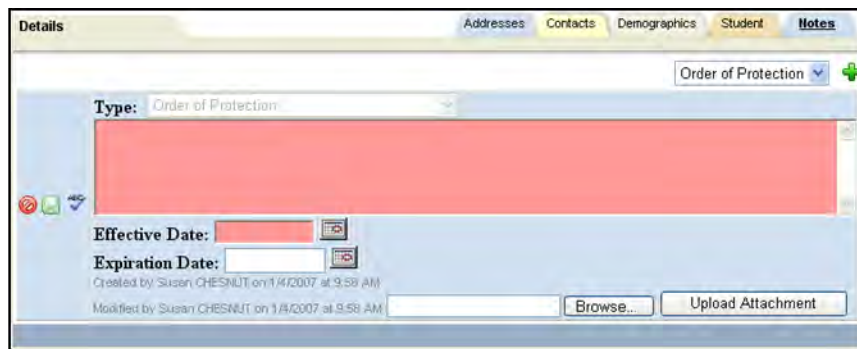 Details Addresses Contacts Demographics Student Notes
Order of Protection
Type: Order of Protection
ABC
Effective Date:
Expiration Date:
Created by Susan CHESNUT on 1/4/2007 at 9:58 AM
Modified by Susan CHESNUT on 1/4/2007 at 9:58 AM Browse... Upload Attachment